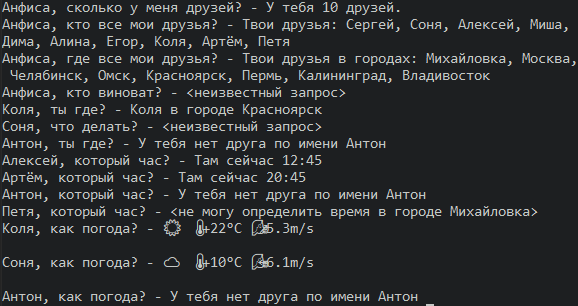 Анфиса, сколько у меня друзей? - У тебя 10 друзей.
Анфиса, кто все мои друзья? - Твои друзья: Сергей, Соня, Алексей, Миша,
Дима, Алина, Егор, Коля, Артём, Петя
Анфиса, где все мои друзья? - Твои друзья в городах: Михайловка, Москва,
Челябинск, Омск, Красноярск, Пермь, Калининград, Владивосток
Анфиса, кто виноват? - <неизвестный запрос>
Коля, ты где? - Коля в городе Красноярск
Соня, что делать? - <неизвестный запрос>
Антон, ты где? - У тебя нет друга по имени Антон
Алексей, который час? - Там сейчас 12:45
Артём, который час? - Там сейчас 20:45
Антон, который час? - У тебя нет друга по имени Антон
Петя, который час? - <не могу определить время в городе Михайловка>
Коля, как погода? - ☀ 🌡+22°C 🌬5.3m/s
Соня, как погода? - ☁ 🌡+10°C 🌬6.1m/s
Антон, как погода? - У тебя нет друга по имени Антон